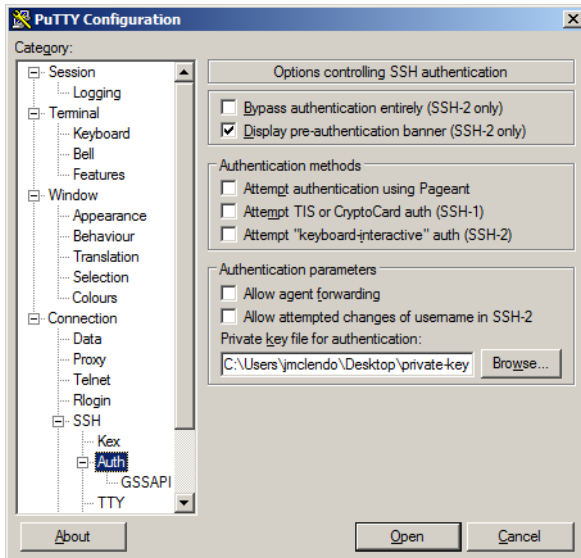 PuTTY Configuration
Category:
Session
Logging
Terminal
Keyboard
Bell
Features
Window
Appearance
Behaviour
Translation
Selection
Colours
Connection
Data
Proxy
Telnet
Rlogin
SSH
Kex
Auth
GSSAPI
TTY
Options controlling SSH authentication
Bypass authentication entirely (SSH-2 only)
Display pre-authentication banner (SSH-2 only)
Authentication methods
Attempt authentication using Pageant
Attempt TIS or CryptoCard auth (SSH-1)
Attempt "keyboard-interactive" auth (SSH-2)
Authentication parameters
Allow agent forwarding
Allow attempted changes of username in SSH-2
Private key file for authentication:
C:\Users\jmclendo\Desktop\private-key
Browse...
About
Open
Cancel